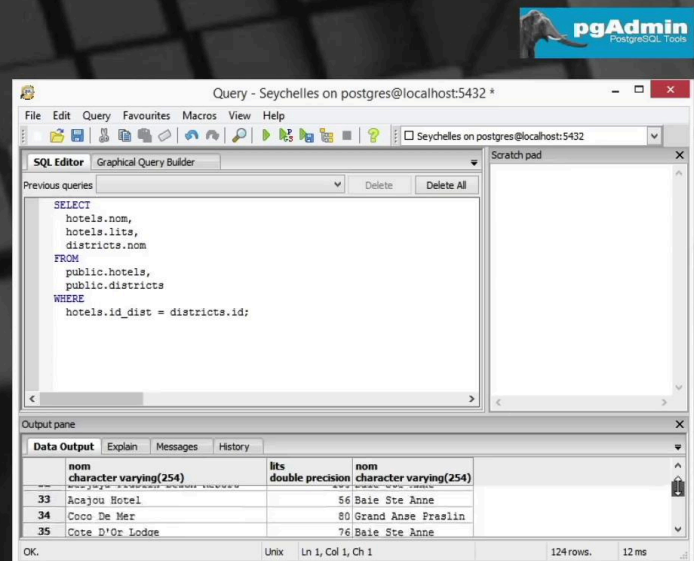 pgAdmin
PostgreSQL Tools
Query - Seychelles on postgres@localhost:5432 *
File Edit Query Favourites Macros View Help
Seychelles on postgres@localhost:5432
SQL Editor Graphical Query Builder
Scratch pad
Previous queries Delete Delete All
SELECT
hotels.nom,
hotels.lits,
districts.nom
FROM
public.hotels,
public.districts
WHERE
hotels.id_dist = districts.id;
Output pane
Data Output Explain Messages History
nom lits nom
character varying(254) double precision character varying(254)
33 Acajou Hotel 56 Baie Ste Anne
34 Coco De Mer 80 Grand Anse Praslin
35 Cote D'Or Lodge 76 Baie Ste Anne
OK. Unix Ln 1, Col 1, Ch 1 124 rows. 12 ms